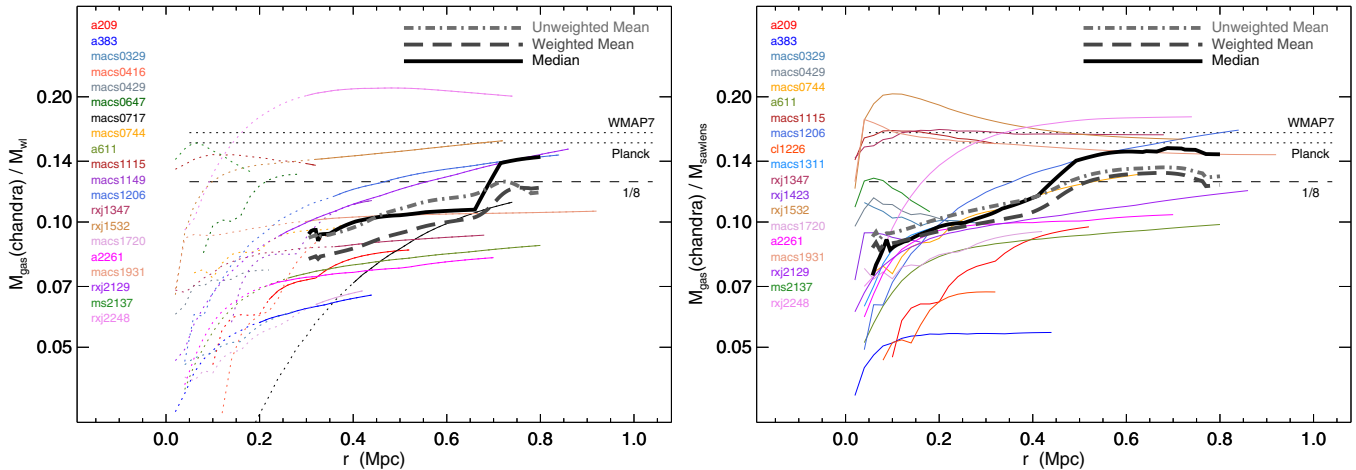 a209
a383
macs0329
macs0416
macs0429
macs0647
macs0717
macs0744
a611
macs1115
macs1149
macs1206
rxj1347
rxj1532
macs1720
a2261
macs1931
rxj2129
ms2137
rxj2248
Unweighted Mean
Weighted Mean
Median
WMAP7
Planck
1/8
0.20
0.14
0.10
0.07
0.05
M_gas(chandra) / M_wl
0.0 0.2 0.4 0.6 0.8 1.0
r (Mpc)
a209
a383
macs0329
macs0429
macs0744
a611
macs1115
macs1206
cl1226
macs1311
rxj1347
rxj1423
rxj1532
macs1720
a2261
macs1931
rxj2129
ms2137
rxj2248
Unweighted Mean
Weighted Mean
Median
WMAP7
Planck
1/8
0.20
0.14
0.10
0.07
0.05
M_gas(chandra) / M_sawlens
0.0 0.2 0.4 0.6 0.8 1.0
r (Mpc)